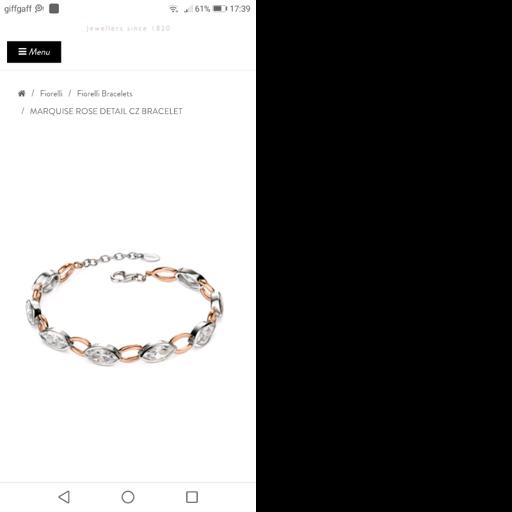 giffgaff 61% 17:39
Jewellers since 1820
Menu
/ Fiorelli / Fiorelli Bracelets
/ MARQUISE ROSE DETAIL CZ BRACELET